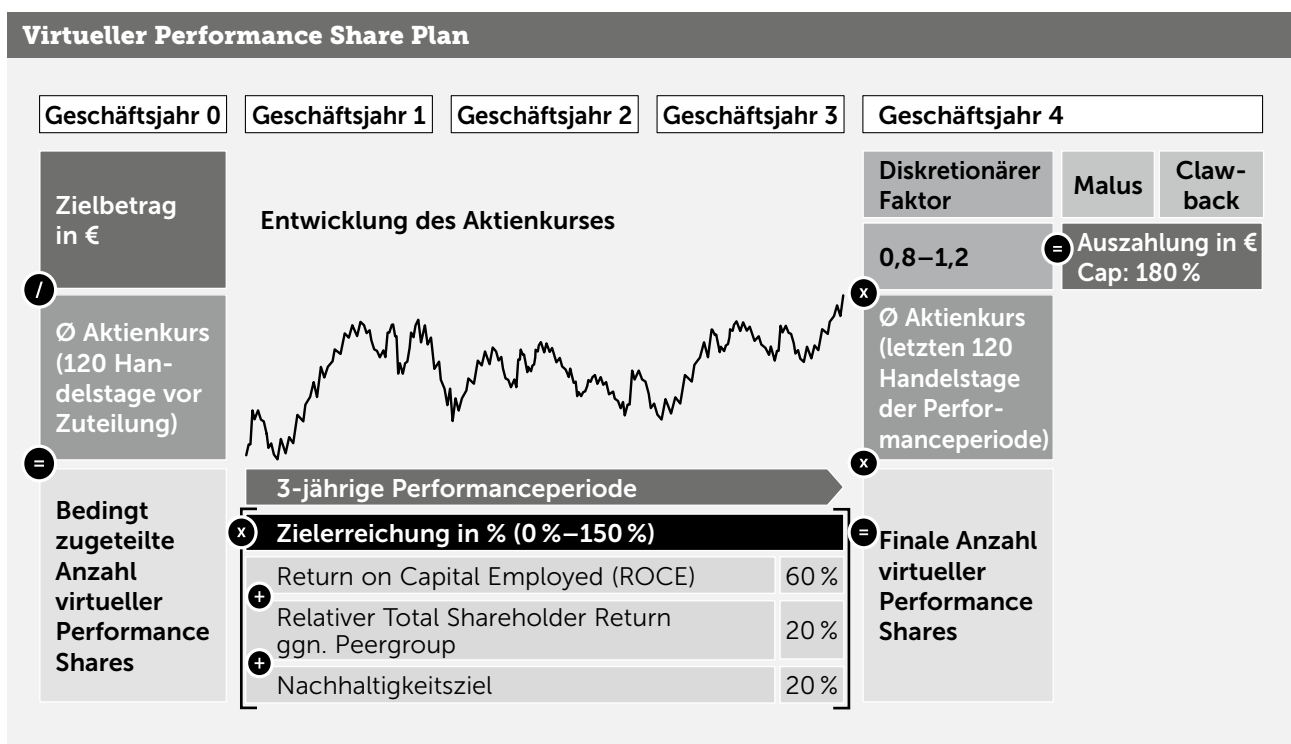 Virtueller Performance Share Plan
Geschäftsjahr 0
Geschäftsjahr 1
Geschäftsjahr 2
Geschäftsjahr 3
Geschäftsjahr 4
Zielbetrag
in €
/
Ø Aktienkurs
(120 Han-
delstage vor
Zuteilung)
=
Bedingt
zugeteilte
Anzahl
virtueller
Performance
Shares
Entwicklung des Aktienkurses
3-jährige Performanceperiode
x
Zielerreichung in % (0 %–150 %)
Return on Capital Employed (ROCE) 60 %
+
Relativer Total Shareholder Return
ggn. Peergroup 20 %
+
Nachhaltigkeitsziel 20 %
Diskretionärer
Faktor
0,8–1,2
x
Ø Aktienkurs
(letzten 120
Handelstage
der Perfor-
manceperiode)
x
=
Finale Anzahl
virtueller
Performance
Shares
Malus
Claw-
back
=
Auszahlung in €
Cap: 180 %